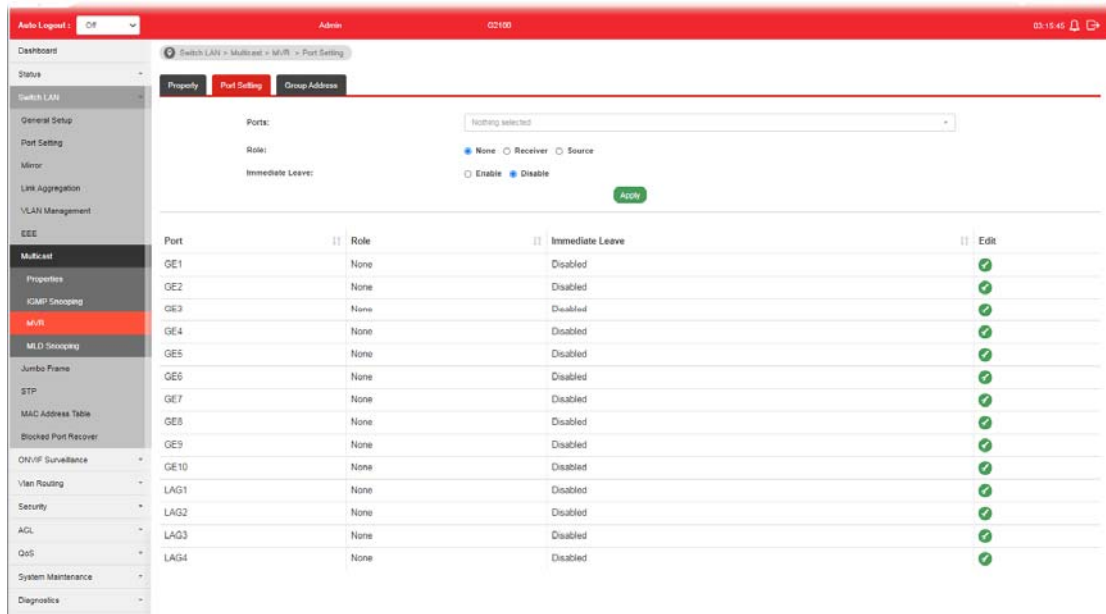 Auto Logout : Off Admin G2100 03:15:45
Dashboard
Status
Switch LAN
General Setup
Port Setting
Mirror
Link Aggregation
VLAN Management
EEE
Multicast
Properties
IGMP Snooping
MVR
MLD Snooping
Jumbo Frame
STP
MAC Address Table
Blocked Port Recover
ONVIF Surveillance
Vlan Routing
Security
ACL
QoS
System Maintenance
Diagnostics
Switch LAN > Multicast > MVR > Port Setting
Property Port Setting Group Address
Ports: Nothing selected
Role: None Receiver Source
Immediate Leave: Enable Disable
Apply
Port Role Immediate Leave Edit
GE1 None Disabled
GE2 None Disabled
GE3 None Disabled
GE4 None Disabled
GE5 None Disabled
GE6 None Disabled
GE7 None Disabled
GE8 None Disabled
GE9 None Disabled
GE10 None Disabled
LAG1 None Disabled
LAG2 None Disabled
LAG3 None Disabled
LAG4 None Disabled